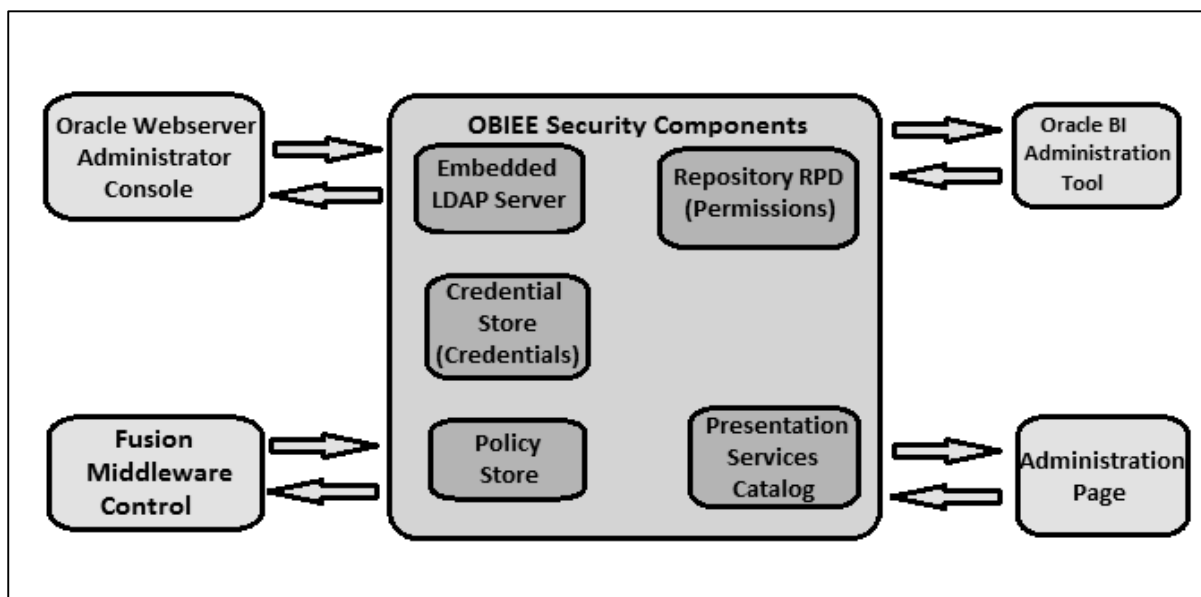 Oracle Webserver
Administrator
Console
OBIEE Security Components
Embedded
LDAP Server
Repository RPD
(Permissions)
Oracle BI
Administration
Tool
Credential
Store
(Credentials)
Fusion
Middleware
Control
Policy
Store
Presentation
Services
Catalog
Administration
Page